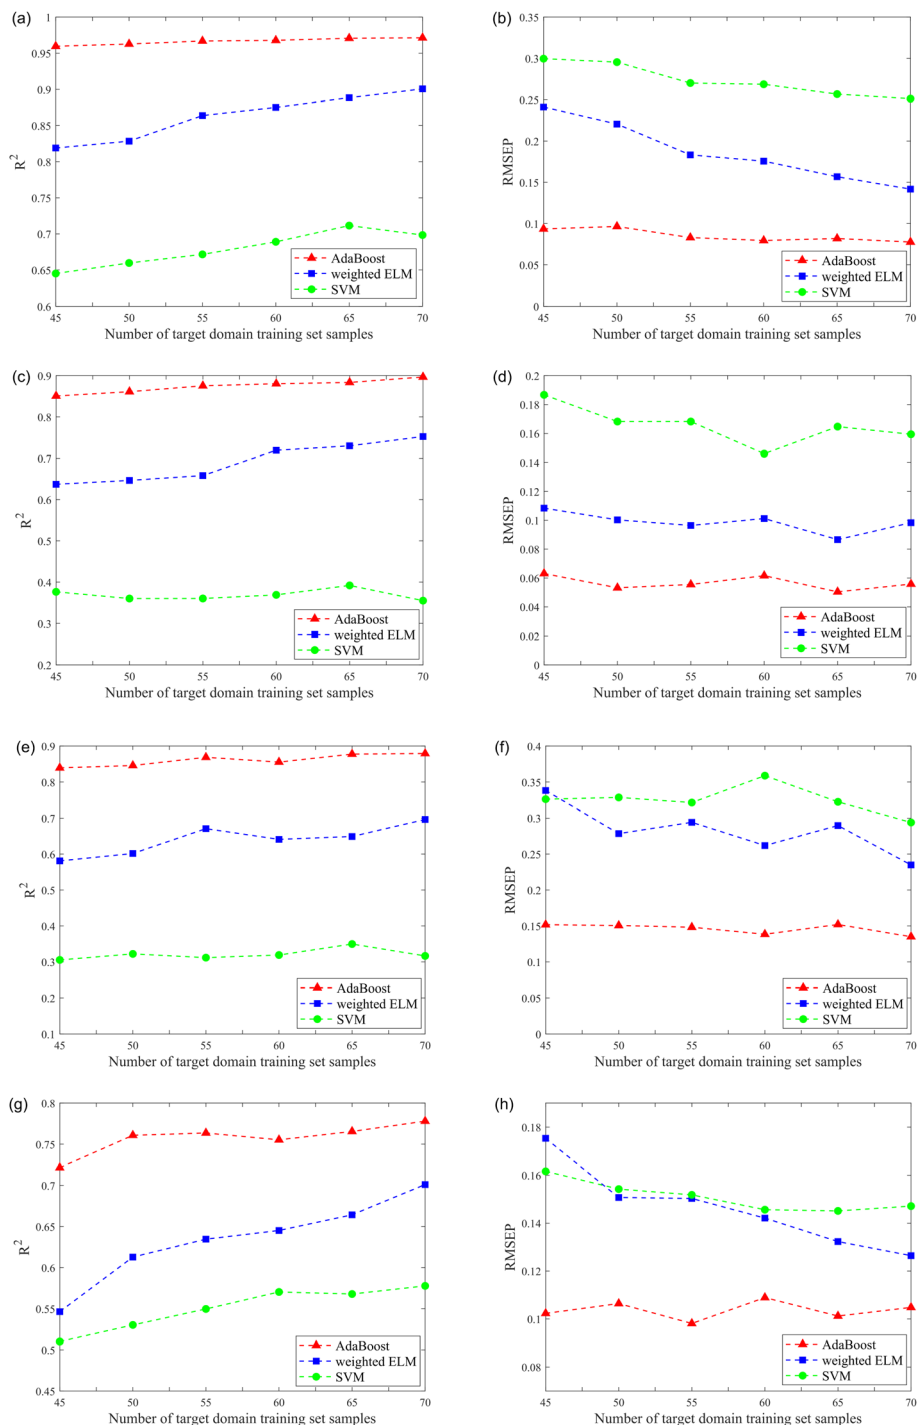 (a)
1
0.95
0.9
0.85
0.8
0.75
0.7
0.65
0.6
R2
45 50 55 60 65 70
Number of target domain training set samples
AdaBoost
weighted ELM
SVM
(b)
0.35
0.3
0.25
0.2
0.15
0.1
0.05
0
RMSEP
45 50 55 60 65 70
Number of target domain training set samples
AdaBoost
weighted ELM
SVM
(c)
0.9
0.8
0.7
0.6
0.5
0.4
0.3
0.2
R2
45 50 55 60 65 70
Number of target domain training set samples
AdaBoost
weighted ELM
SVM
(d)
0.2
0.18
0.16
0.14
0.12
0.1
0.08
0.06
0.04
0.02
0
RMSEP
45 50 55 60 65 70
Number of target domain training set samples
AdaBoost
weighted ELM
SVM
(e)
0.9
0.8
0.7
0.6
0.5
0.4
0.3
0.2
0.1
R2
45 50 55 60 65 70
Number of target domain training set samples
AdaBoost
weighted ELM
SVM
(f)
0.4
0.35
0.3
0.25
0.2
0.15
0.1
0.05
0
RMSEP
45 50 55 60 65 70
Number of target domain training set samples
AdaBoost
weighted ELM
SVM
(g)
0.8
0.75
0.7
0.65
0.6
0.55
0.5
0.45
R2
45 50 55 60 65 70
Number of target domain training set samples
AdaBoost
weighted ELM
SVM
(h)
0.18
0.16
0.14
0.12
0.1
0.08
RMSEP
45 50 55 60 65 70
Number of target domain training set samples
AdaBoost
weighted ELM
SVM